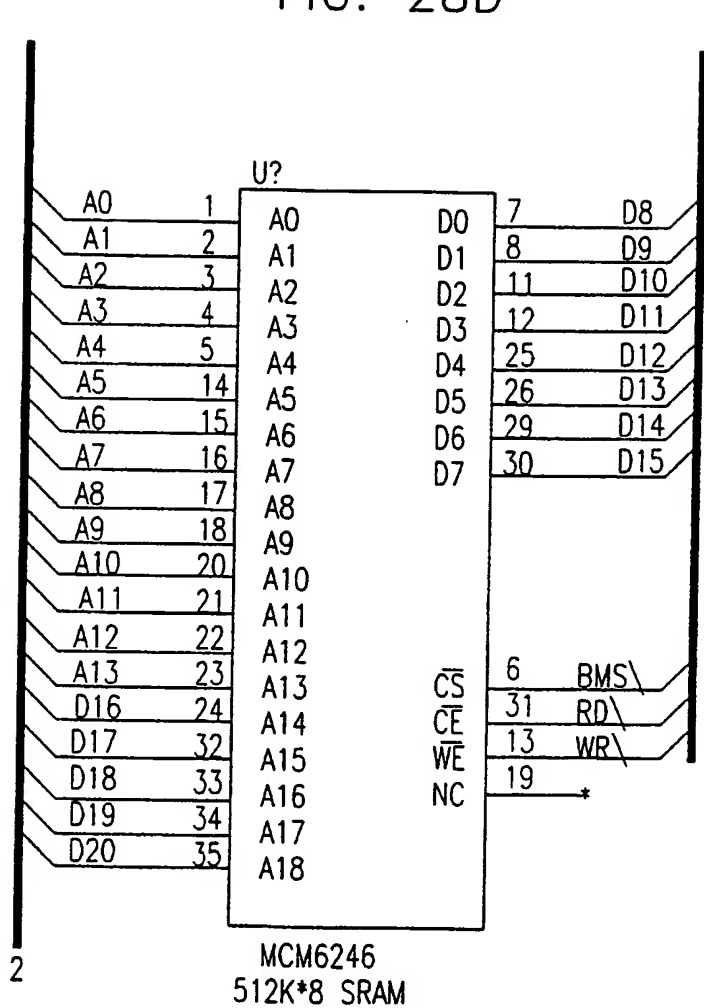 FIG. 28D
U?
A0 1 A0 D0 7 D8
A1 2 A1 D1 8 D9
A2 3 A2 D2 11 D10
A3 4 A3 D3 12 D11
A4 5 A4 D4 25 D12
A5 14 A5 D5 26 D13
A6 15 A6 D6 29 D14
A7 16 A7 D7 30 D15
A8 17 A8
A9 18 A9
A10 20 A10
A11 21 A11
A12 22 A12
A13 23 A13 C̅S̅ 6 BMS\
D16 24 A14 C̅E̅ 31 RD\
D17 32 A15 W̅E̅ 13 WR\
D18 33 A16 NC 19 *
D19 34 A17
D20 35 A18
2
MCM6246
512K*8 SRAM